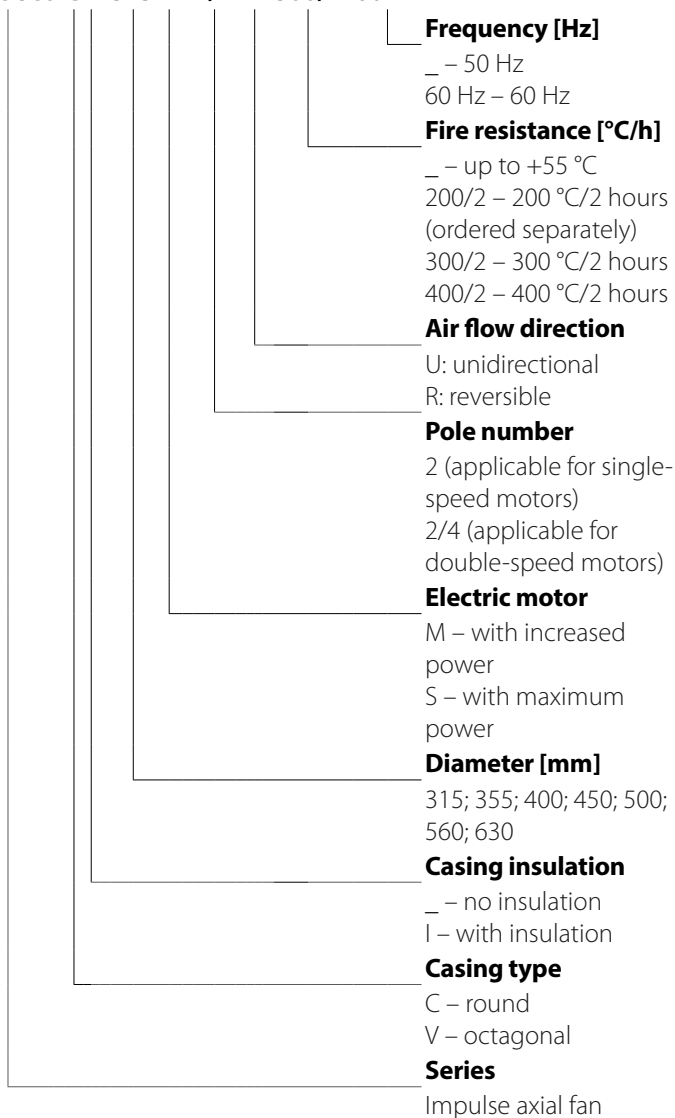 Frequency [Hz]
_ – 50 Hz
60 Hz – 60 Hz
Fire resistance [°C/h]
_ – up to +55 °C
200/2 – 200 °C/2 hours
(ordered separately)
300/2 – 300 °C/2 hours
400/2 – 400 °C/2 hours
Air flow direction
U: unidirectional
R: reversible
Pole number
2 (applicable for single-
speed motors)
2/4 (applicable for
double-speed motors)
Electric motor
M – with increased
power
S – with maximum
power
Diameter [mm]
315; 355; 400; 450; 500;
560; 630
Casing insulation
_ – no insulation
I – with insulation
Casing type
C – round
V – octagonal
Series
Impulse axial fan